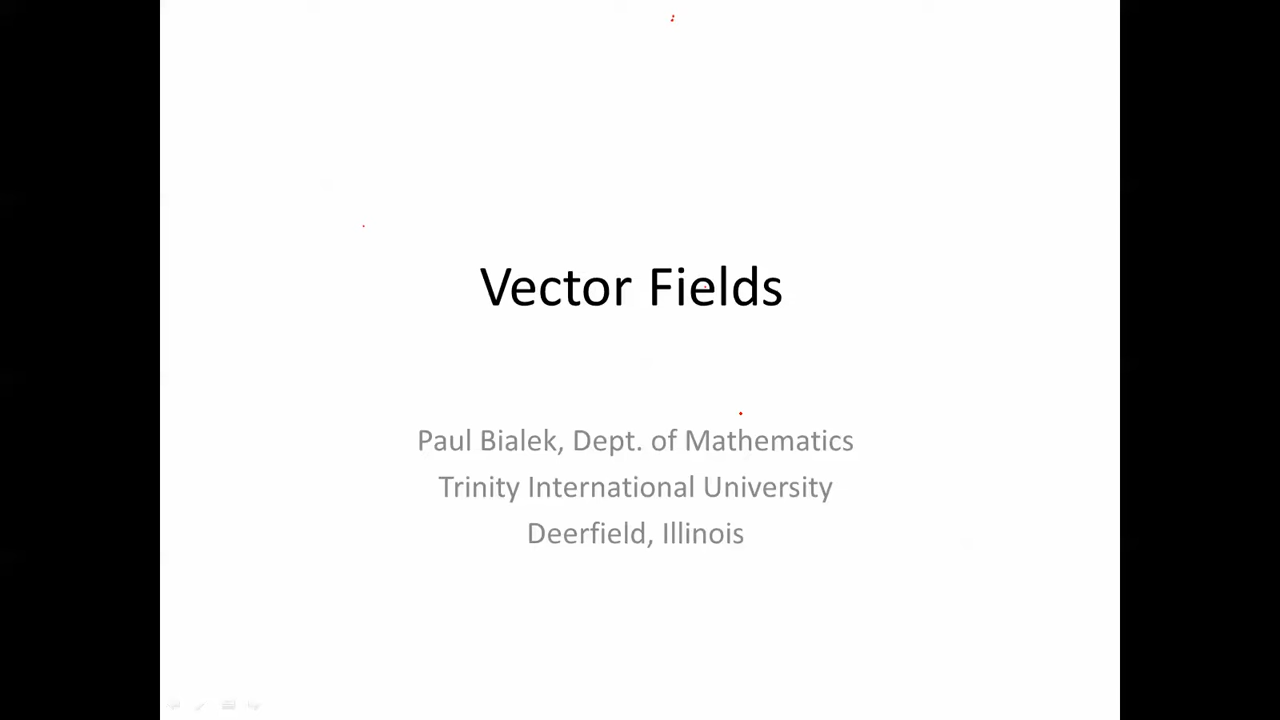 Vector Fields
Paul Bialek, Dept. of Mathematics
Trinity International University
Deerfield, Illinois